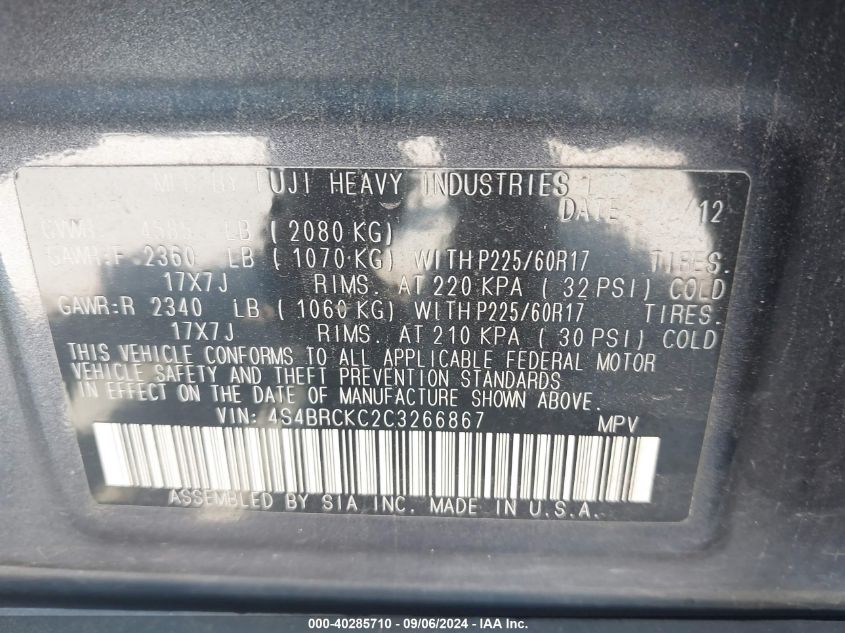 MFD BY FUJI HEAVY INDUSTRIES L
DATE /12
LB ( 2080 KG)
GAWR:F 2360 LB ( 1070 KG) WITH P225/60R17 TIRES.
17X7J RIMS. AT 220 KPA ( 32 PSI) COLD
GAWR:R 2340 LB ( 1060 KG) WITH P225/60R17 TIRES.
17X7J RIMS. AT 210 KPA ( 30 PSI) COLD
THIS VEHICLE CONFORMS TO ALL APPLICABLE FEDERAL MOTOR
VEHICLE SAFETY AND THEFT PREVENTION STANDARDS
IN EFFECT ON THE DATE OF MANUFACTURE SHOWN ABOVE.
VIN: 4S4BRCKC2C3266867 MPV
ASSEMBLED BY SIA INC. MADE IN U.S.A.
000-40285710 - 09/06/2024 - IAA Inc.